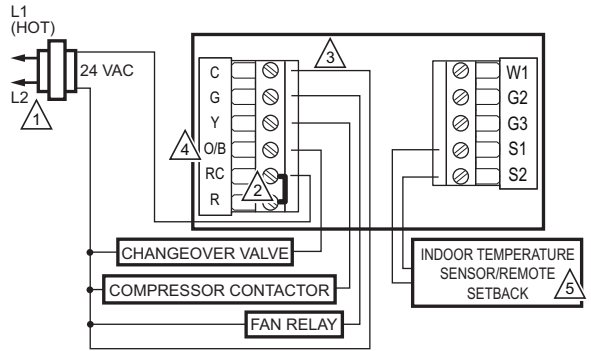 L1
(HOT)
24 VAC
L2
1
C
G
Y
O/B
RC
R
2
3
4
W1
G2
G3
S1
S2
CHANGEOVER VALVE
COMPRESSOR CONTACTOR
FAN RELAY
INDOOR TEMPERATURE
SENSOR/REMOTE
SETBACK
5